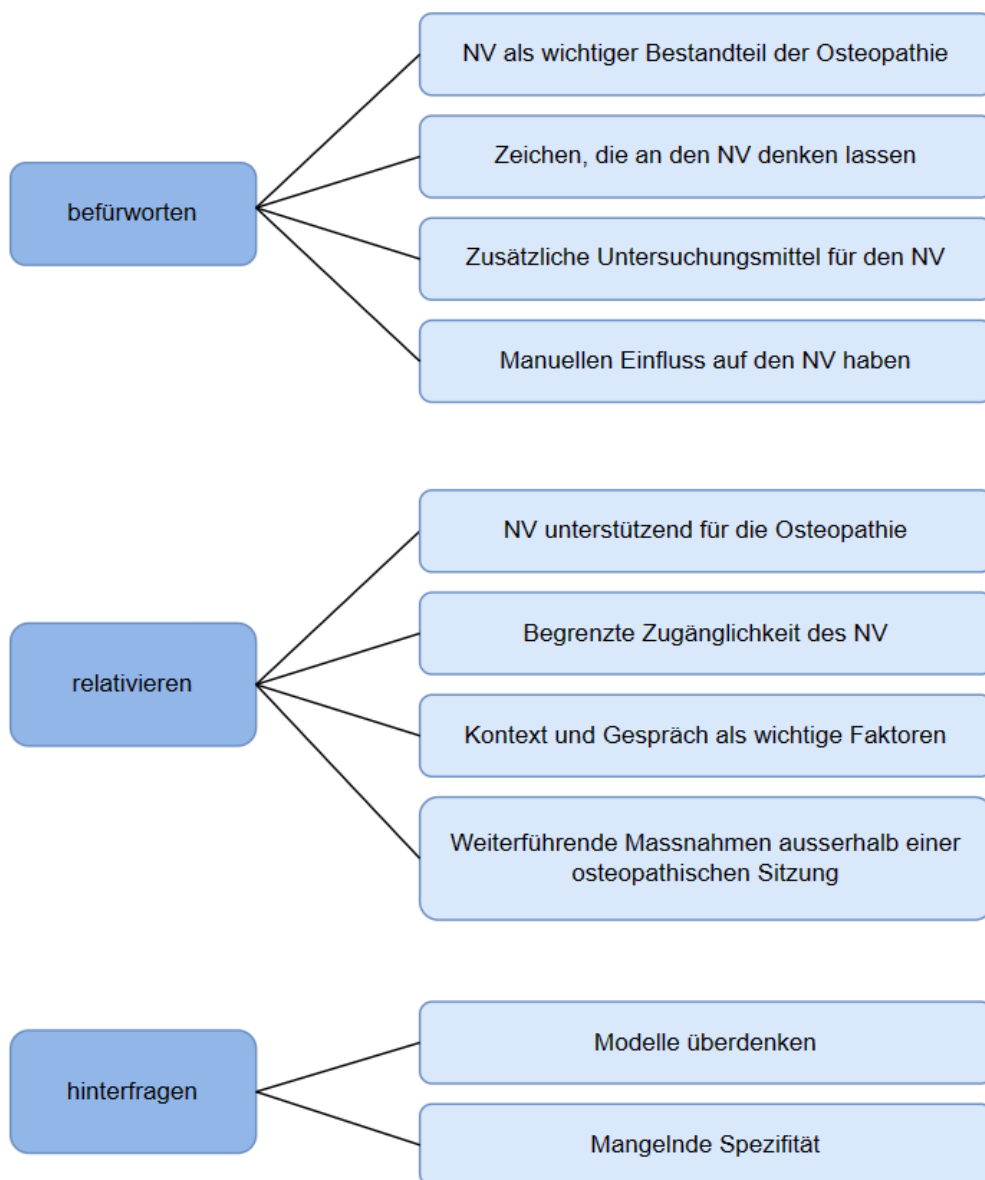 befürworten
NV als wichtiger Bestandteil der Osteopathie
Zeichen, die an den NV denken lassen
Zusätzliche Untersuchungsmittel für den NV
Manuellen Einfluss auf den NV haben
relativieren
NV unterstützend für die Osteopathie
Begrenzte Zugänglichkeit des NV
Kontext und Gespräch als wichtige Faktoren
Weiterführende Massnahmen ausserhalb einer
osteopathischen Sitzung
hinterfragen
Modelle überdenken
Mangelnde Spezifität